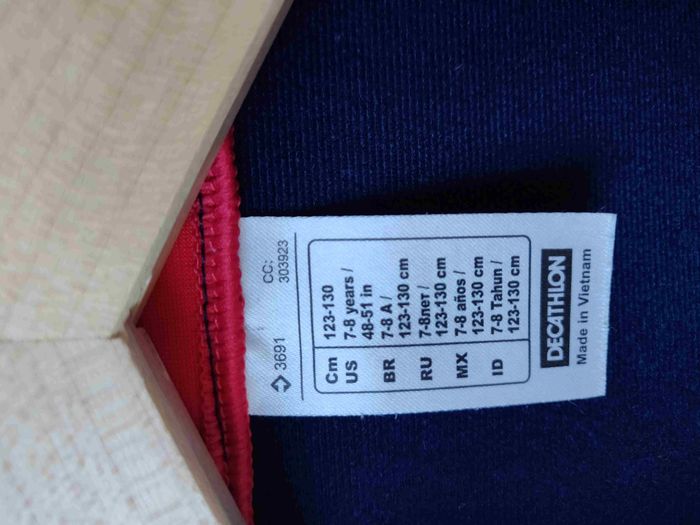 3691
CC:
303923
Cm 123-130
US 7-8 years /
48-51 in
BR 7-8 A /
123-130 cm
RU 7-8лет /
123-130 cm
MX 7-8 años /
123-130 cm
ID 7-8 Tahun /
123-130 cm
DECATHLON
Made in Vietnam